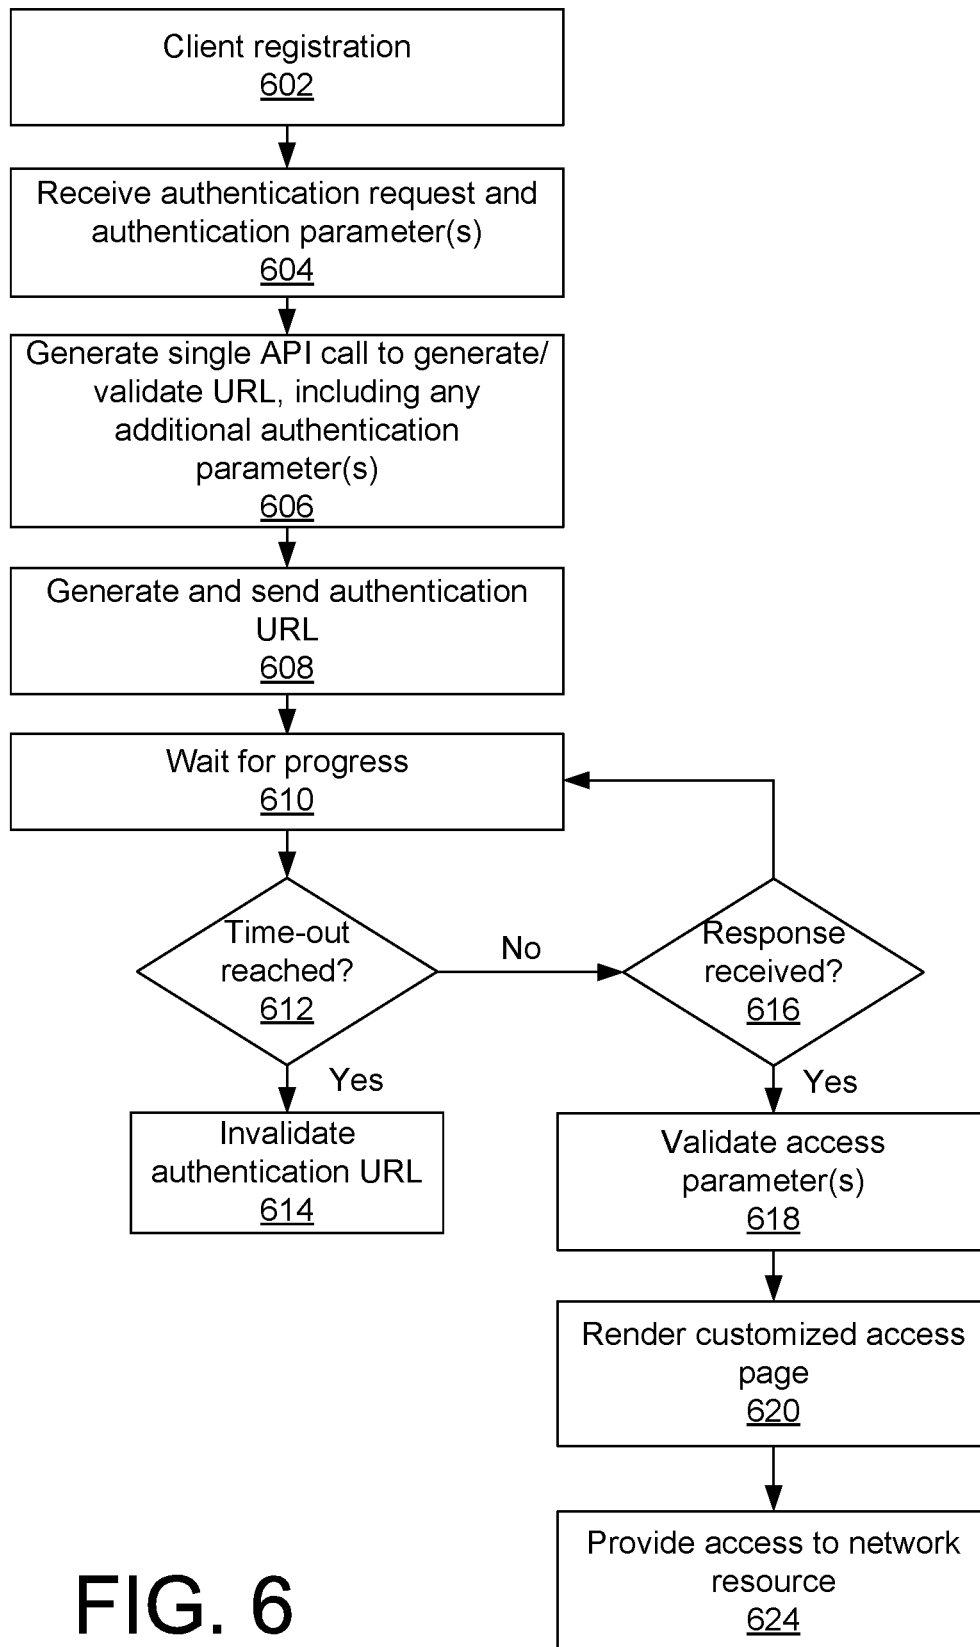 Client registration
602
Receive authentication request and
authentication parameter(s)
604
Generate single API call to generate/
validate URL, including any
additional authentication
parameter(s)
606
Generate and send authentication
URL
608
Wait for progress
610
Time-out
reached?
612
No
Response
received?
616
Yes
Invalidate
authentication URL
614
Yes
Validate access
parameter(s)
618
Render customized access
page
620
Provide access to network
resource
624
FIG. 6